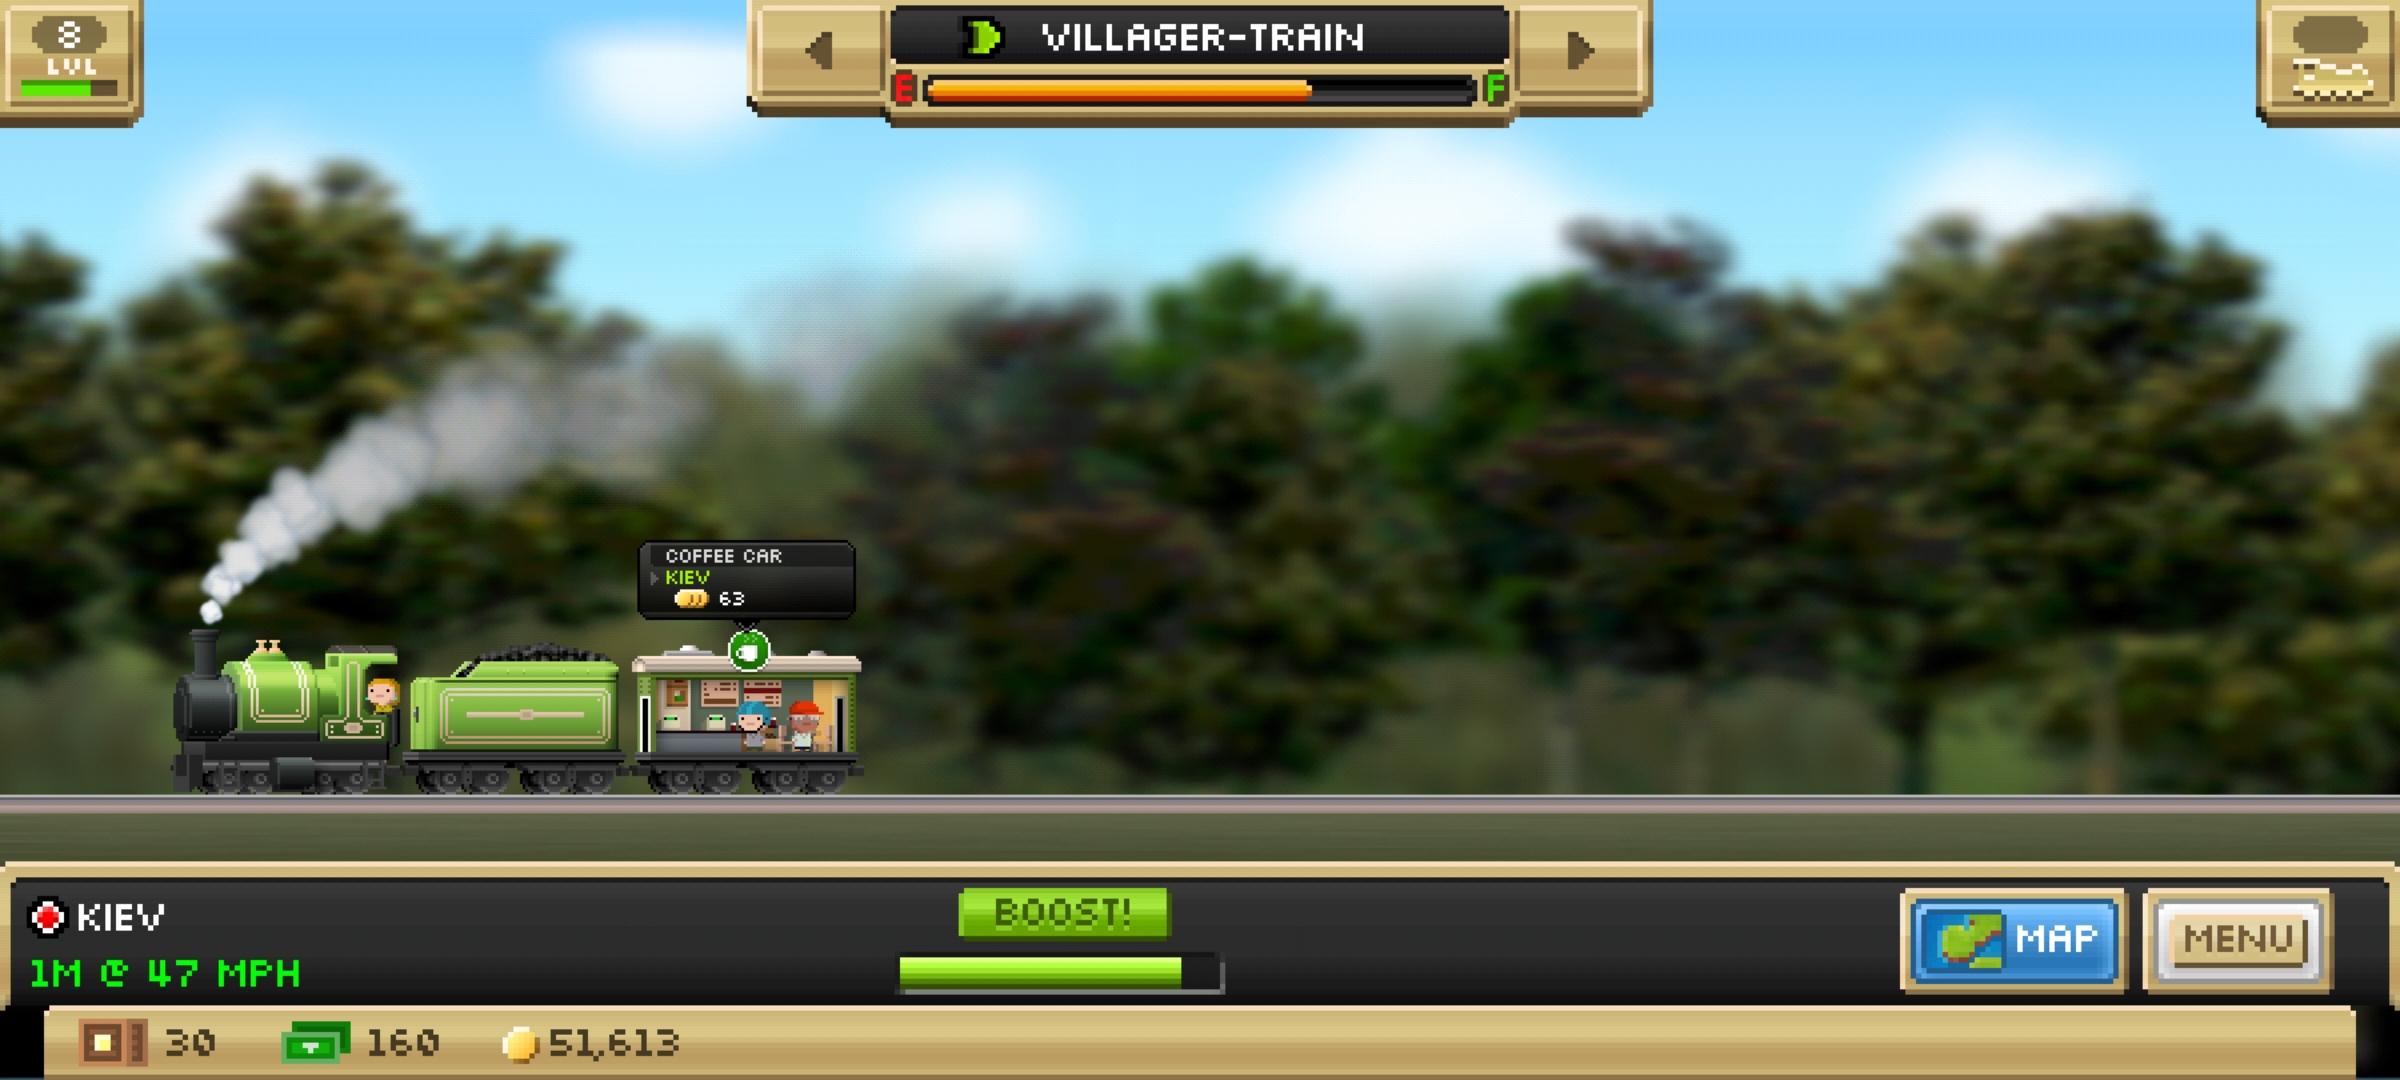 8
LVL
VILLAGER-TRAIN
E F
COFFEE CAR
KIEV
63
KIEV
1M @ 47 MPH
BOOST!
MAP
MENU
30 160 51,613